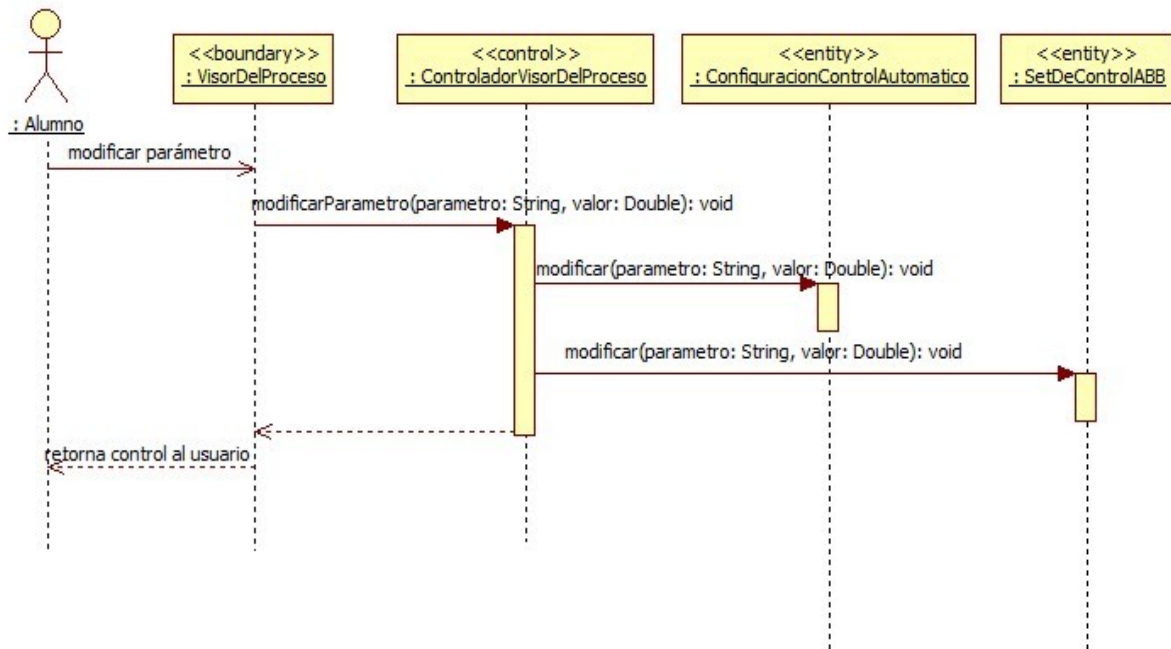 <<boundary>>
: VisorDelProceso
<<control>>
: ControladorVisorDelProceso
<<entity>>
: ConfiguracionControlAutomatico
<<entity>>
: SetDeControlABB
: Alumno
modificar parámetro
modificarParametro(parametro: String, valor: Double): void
modificar(parametro: String, valor: Double): void
modificar(parametro: String, valor: Double): void
retorna control al usuario